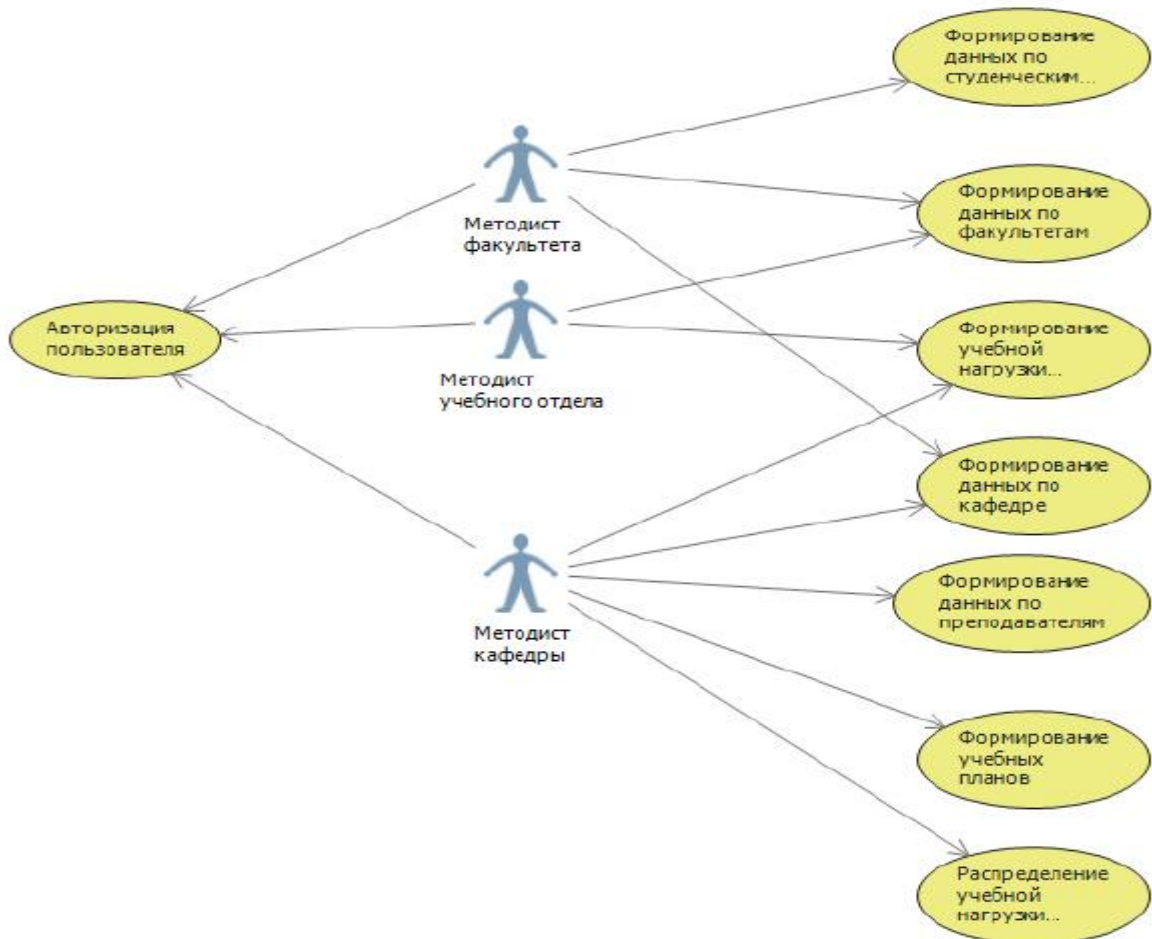 Формирование
данных по
студенческим...
Методист
факультета
Формирование
данных по
факультетам
Авторизация
пользователя
Методист
учебного отдела
Формирование
учебной
нагрузки...
Формирование
данных по
кафедре
Методист
кафедры
Формирование
данных по
преподавателям
Формирование
учебных
планов
Распределение
учебной
нагрузки...